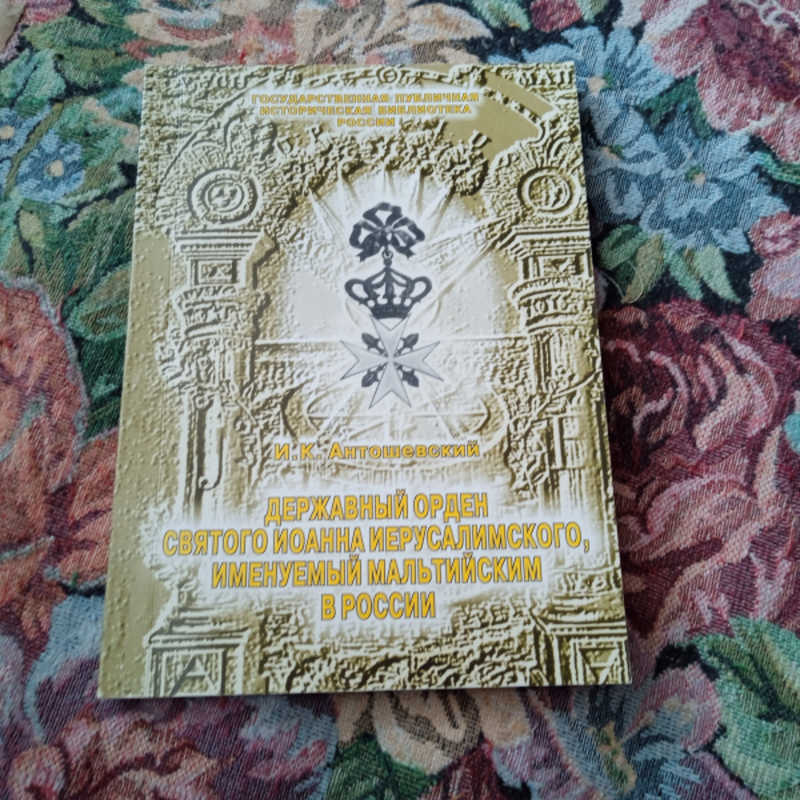 ГОСУДАРСТВЕННАЯ ПУБЛИЧНАЯ
ИСТОРИЧЕСКАЯ БИБЛИОТЕКА
РОССИИ
И. К. Антошевский
ДЕРЖАВНЫЙ ОРДЕН
СВЯТОГО ИОАННА ИЕРУСАЛИМСКОГО,
ИМЕНУЕМЫЙ МАЛЬТИЙСКИМ
В РОССИИ